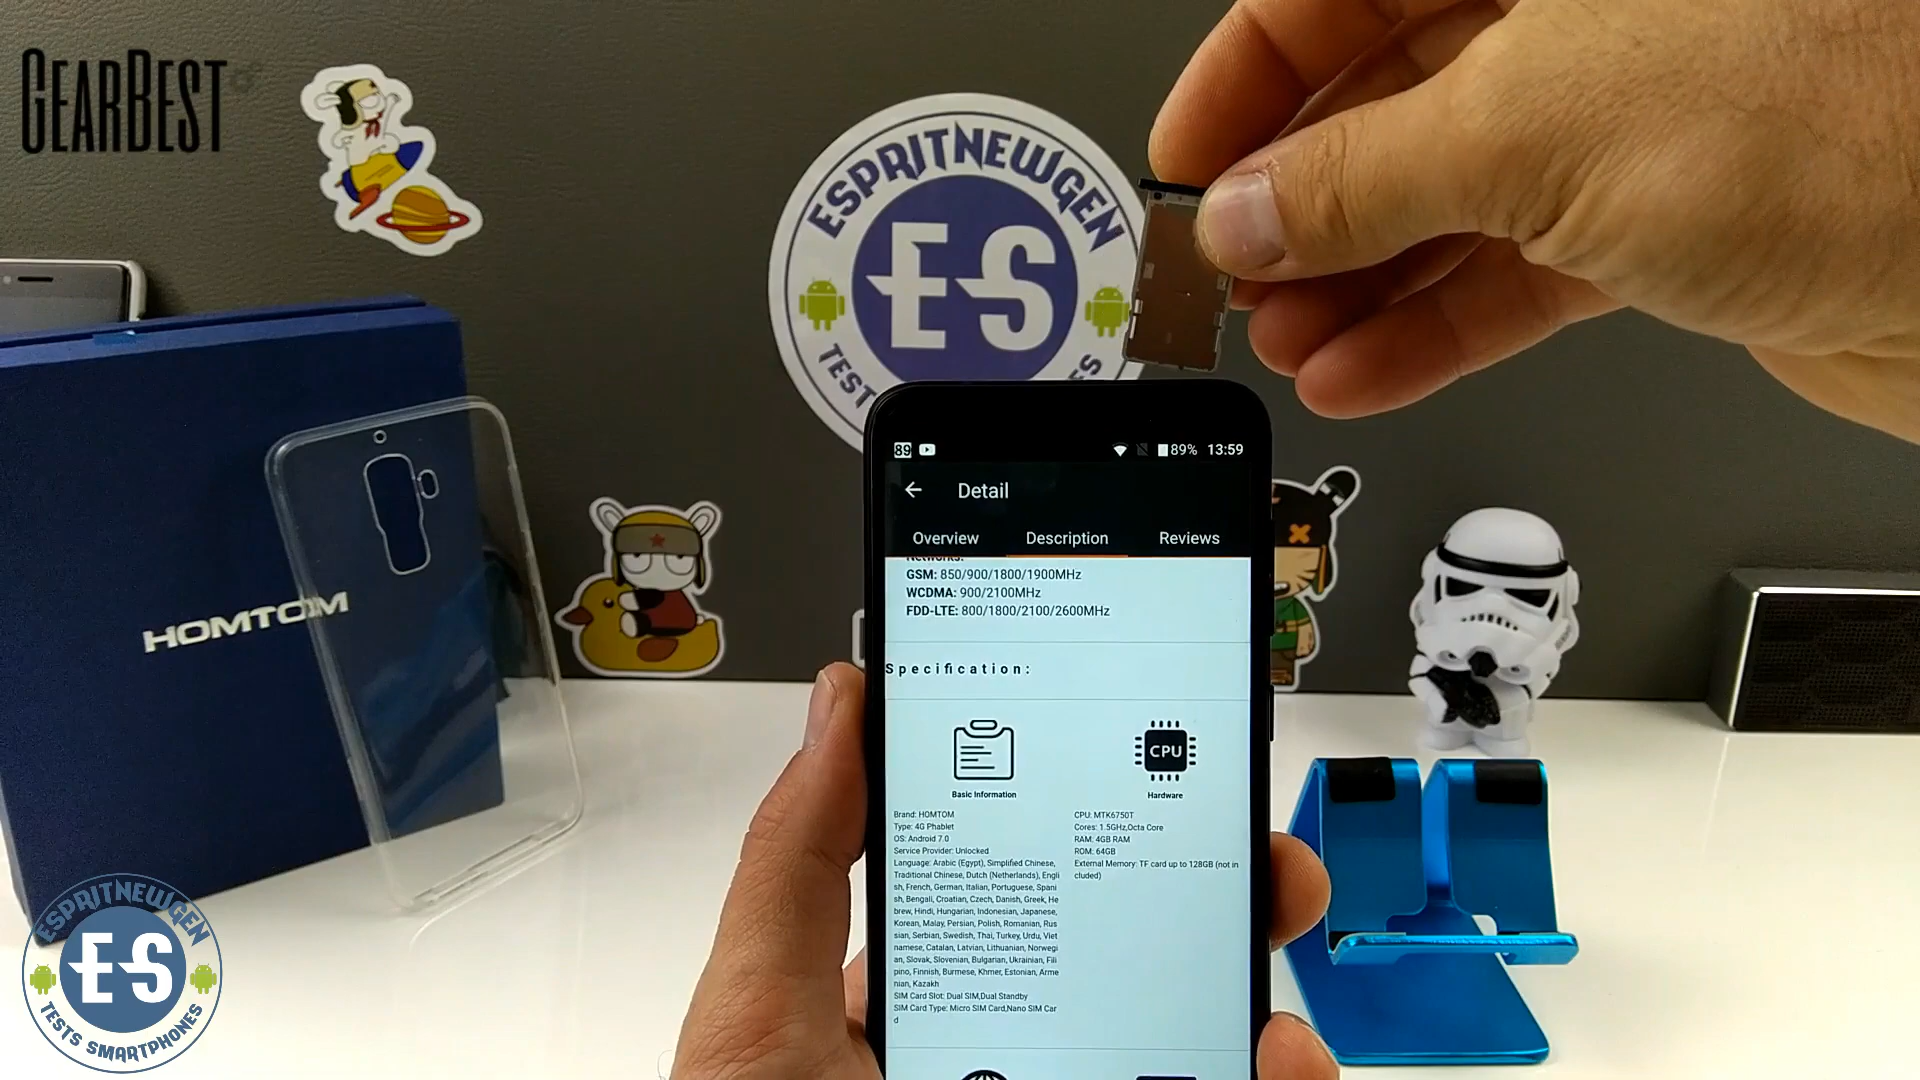 GEARBEST
ESPRITNEWGEN
ES
TEST
ES
HOMTOM
89
89% 13:59
Detail
Overview Description Reviews
Networks:
GSM: 850/900/1800/1900MHz
WCDMA: 900/2100MHz
FDD-LTE: 800/1800/2100/2600MHz
Specification:
Basic Information
Brand: HOMTOM
Type: 4G Phablet
OS: Android 7.0
Service Provider: Unlocked
Language: Arabic (Egypt), Simplified Chinese,
Traditional Chinese, Dutch (Netherlands), Engli
sh, French, German, Italian, Portuguese, Spani
sh, Bengali, Croatian, Czech, Danish, Greek, He
brew, Hindi, Hungarian, Indonesian, Japanese,
Korean, Malay, Persian, Polish, Romanian, Rus
sian, Serbian, Swedish, Thai, Turkey, Urdu, Viet
namese, Catalan, Latvian, Lithuanian, Norwegi
an, Slovak, Slovenian, Bulgarian, Ukrainian, Fili
pino, Finnish, Burmese, Khmer, Estonian, Arme
nian, Kazakh
SIM Card Slot: Dual SIM,Dual Standby
SIM Card Type: Micro SIM Card,Nano SIM Car
d
CPU
Hardware
CPU: MTK6750T
Cores: 1.5GHz,Octa Core
RAM: 4GB RAM
ROM: 64GB
External Memory: TF card up to 128GB (not in
cluded)
ESPRITNEWGEN
ES
TESTS SMARTPHONES